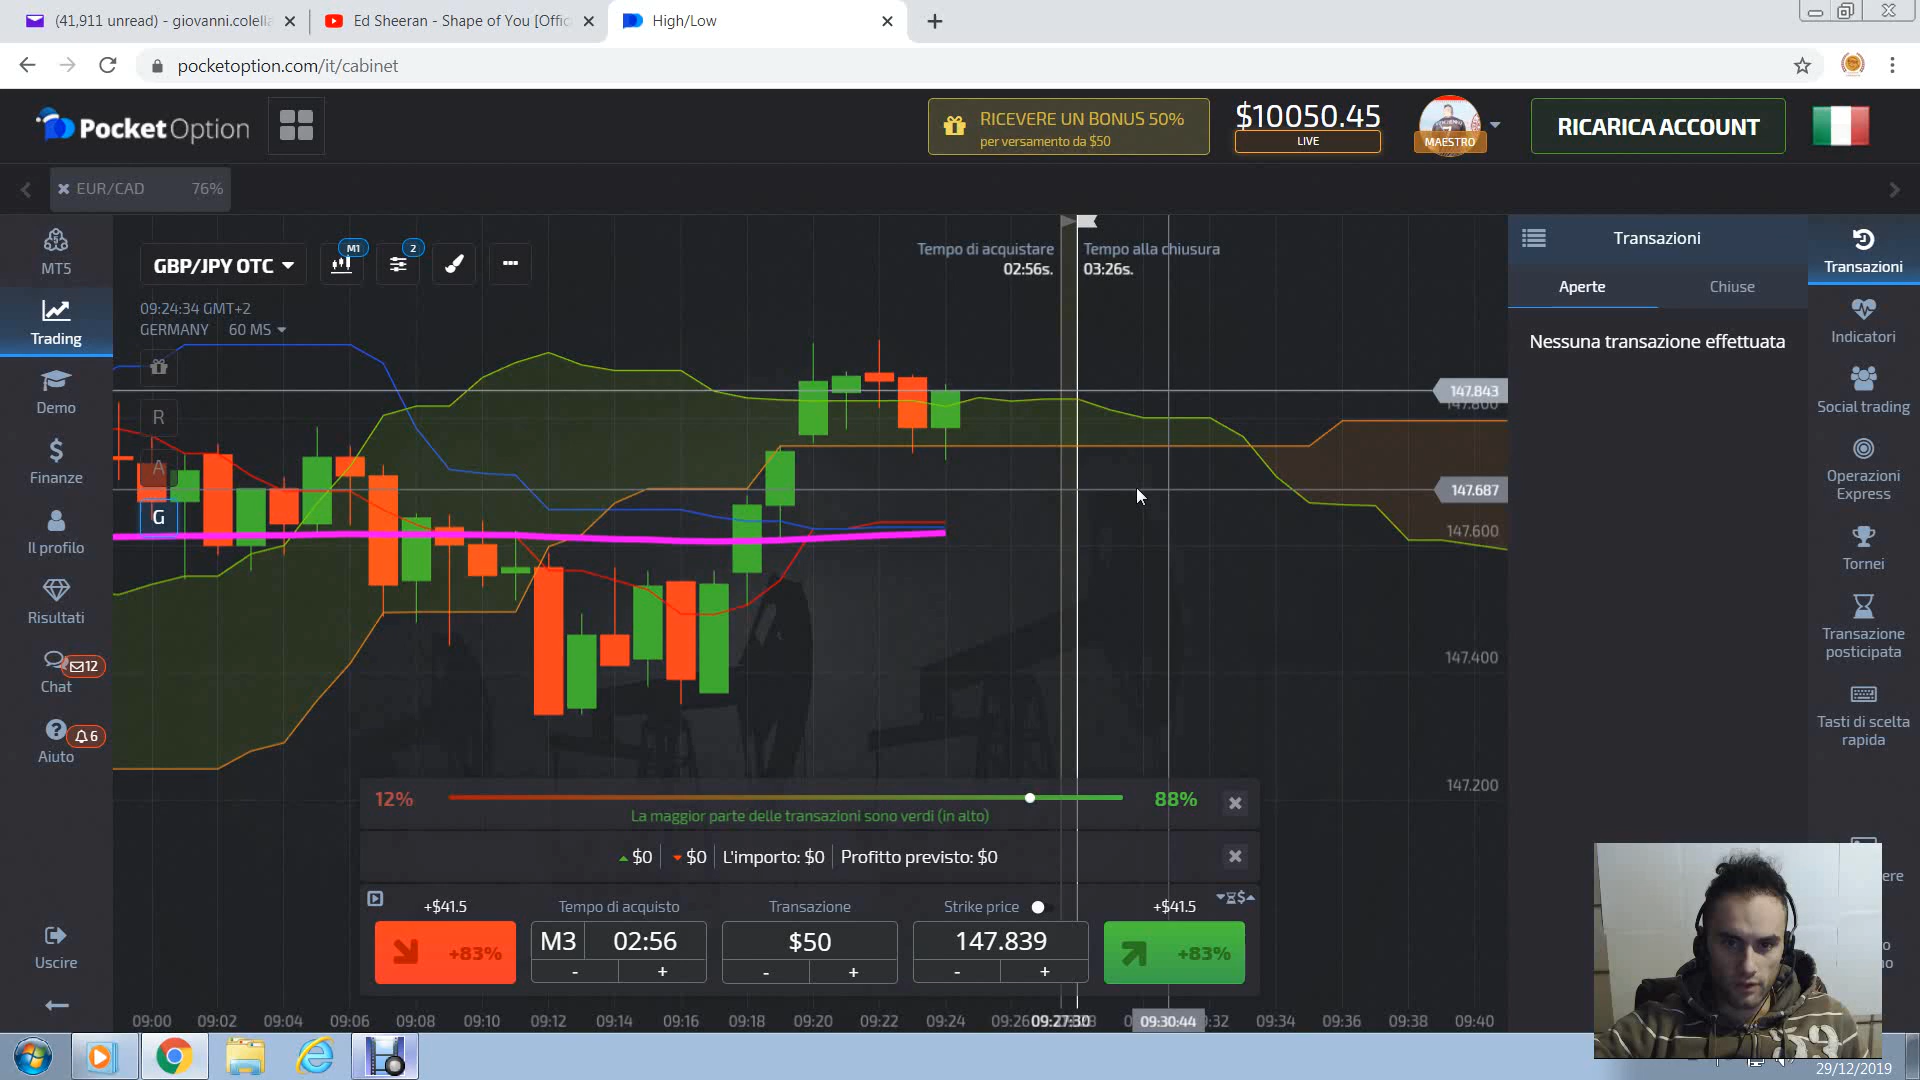 (41,911 unread) - giovanni.colella
Ed Sheeran - Shape of You [Offic
High/Low
pocketoption.com/it/cabinet
PocketOption
RICEVERE UN BONUS 50%
per versamento da $50
$10050.45
LIVE
MAESTRO
RICARICA ACCOUNT
EUR/CAD 76%
MT5
Trading
Demo
Finanze
Il profilo
Risultati
Chat
12
Aiuto
6
Uscire
GBP/JPY OTC
M1
2
09:24:34 GMT+2
GERMANY 60 MS
R
A
G
Tempo di acquistare
02:56s.
Tempo alla chiusura
03:26s.
147.843
147.800
147.687
147.600
147.400
147.200
12%
88%
La maggior parte delle transazioni sono verdi (in alto)
$0 $0 L'importo: $0 Profitto previsto: $0
+$41.5
Tempo di acquisto
Transazione
Strike price
+$41.5
+83%
M3 02:56
$50
147.839
+83%
- +
- +
- +
09:00 09:02 09:04 09:06 09:08 09:10 09:12 09:14 09:16 09:18 09:20 09:22 09:24 09:27:30 09:30:44 :32 09:34 09:36 09:38 09:40
Transazioni
Aperte
Chiuse
Nessuna transazione effettuata
Transazioni
Indicatori
Social trading
Operazioni
Express
Tornei
Transazione
posticipata
Tasti di scelta
rapida
29/12/2019